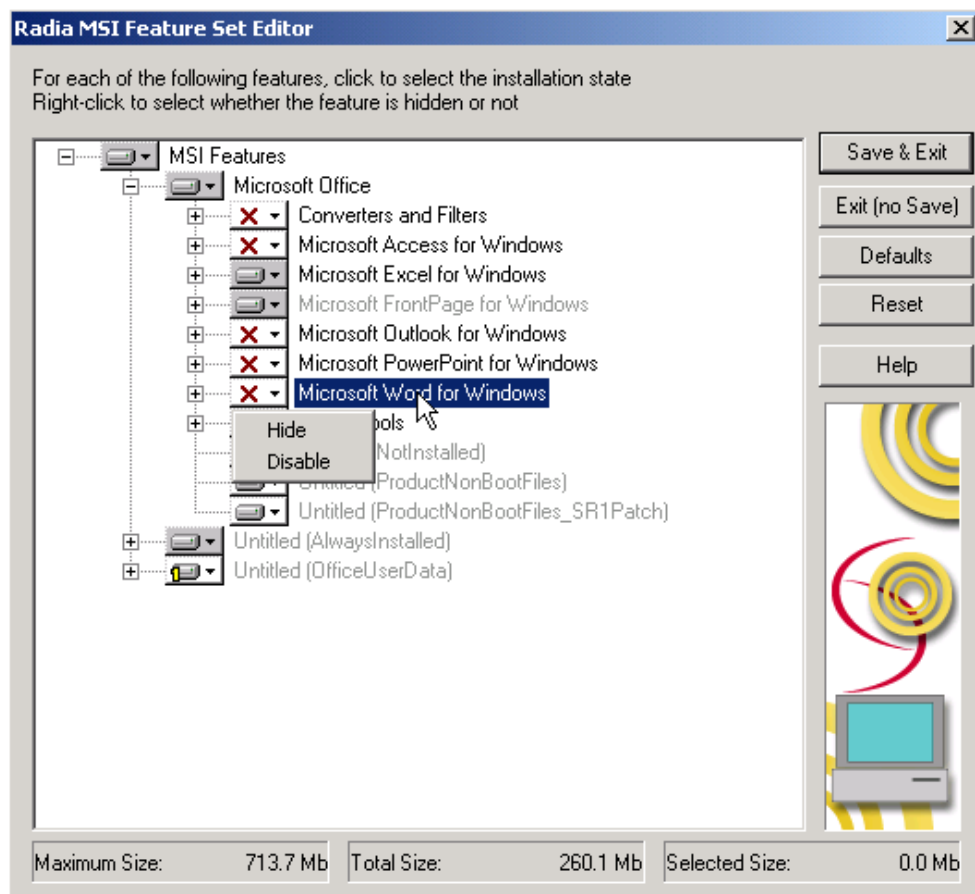 Radia MSI Feature Set Editor
For each of the following features, click to select the installation state
Right-click to select whether the feature is hidden or not
MSI Features
Microsoft Office
Converters and Filters
Microsoft Access for Windows
Microsoft Excel for Windows
Microsoft FrontPage for Windows
Microsoft Outlook for Windows
Microsoft PowerPoint for Windows
Microsoft Word for Windows
Hide
Disable
NotInstalled)
Untitled (ProductNonBootFiles)
Untitled (ProductNonBootFiles_SR1Patch)
Untitled (AlwaysInstalled)
Untitled (OfficeUserData)
Save & Exit
Exit (no Save)
Defaults
Reset
Help
Maximum Size: 713.7 Mb
Total Size: 260.1 Mb
Selected Size: 0.0 Mb